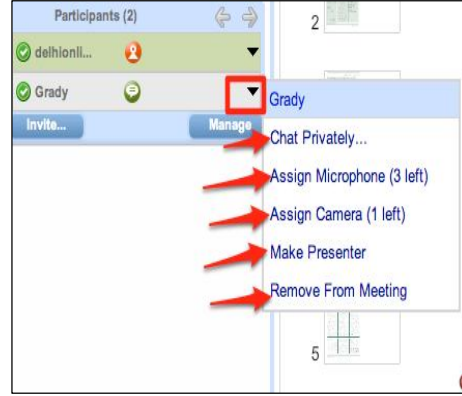 Participants (2)
2
delhionli...
Grady
Grady
Invite...
Manage
Chat Privately...
Assign Microphone (3 left)
Assign Camera (1 left)
Make Presenter
Remove From Meeting
5